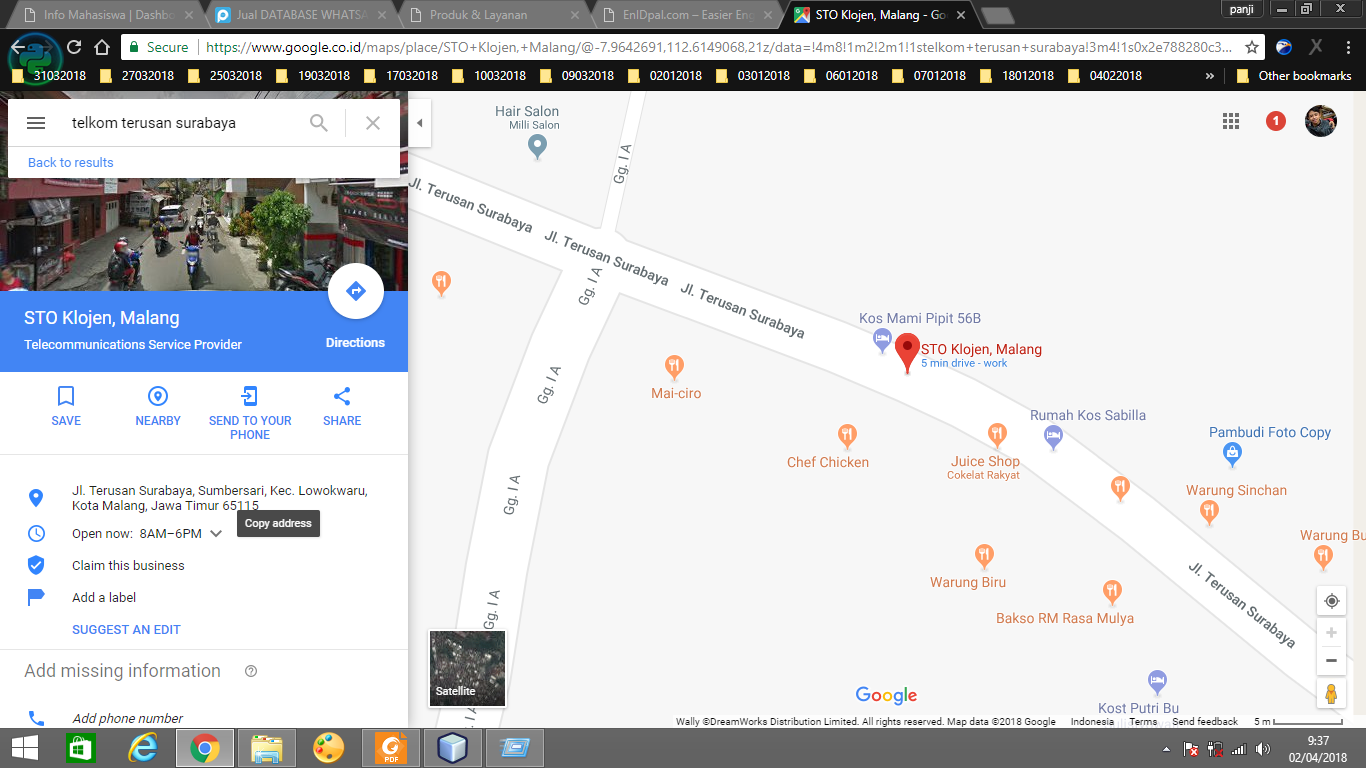 Info Mahasiswa | Dashbo
Jual DATABASE WHATSA
Produk & Layanan
EnIDpal.com – Easier Eng
STO Klojen, Malang - Go
panji
Secure
https://www.google.co.id/maps/place/STO+Klojen,+Malang/@-7.9642691,112.6149068,21z/data=!4m8!1m2!2m1!1stelkom+terusan+surabaya!3m4!1s0x2e788280c3...
31032018
27032018
25032018
19032018
17032018
10032018
09032018
02012018
03012018
06012018
07012018
18012018
04022018
»
Other bookmarks
telkom terusan surabaya
Back to results
STO Klojen, Malang
Telecommunications Service Provider
Directions
SAVE
NEARBY
SEND TO YOUR
PHONE
SHARE
Jl. Terusan Surabaya, Sumbersari, Kec. Lowokwaru,
Kota Malang, Jawa Timur 65115
Copy address
Open now: 8AM–6PM
Claim this business
Add a label
SUGGEST AN EDIT
Add missing information
Add phone number
Hair Salon
Milli Salon
Gg. I A
1
Jl. Terusan Surabaya
Jl. Terusan Surabaya
Jl. Terusan Surabaya
Gg. I A
Kos Mami Pipit 56B
STO Klojen, Malang
5 min drive - work
Mai-ciro
Gg. I A
Rumah Kos Sabilla
Pambudi Foto Copy
Chef Chicken
Juice Shop
Cokelat Rakyat
Warung Sinchan
Gg. I A
Warung Bu
Warung Biru
Jl. Terusan Surabaya
Bakso RM Rasa Mulya
Gg. I A
Satellite
Google
Kost Putri Bu
I A
Wally ©DreamWorks Distribution Limited. All rights reserved. Map data ©2018 Google
Indonesia
Terms
Send feedback
5 m
PDF
9:37
02/04/2018